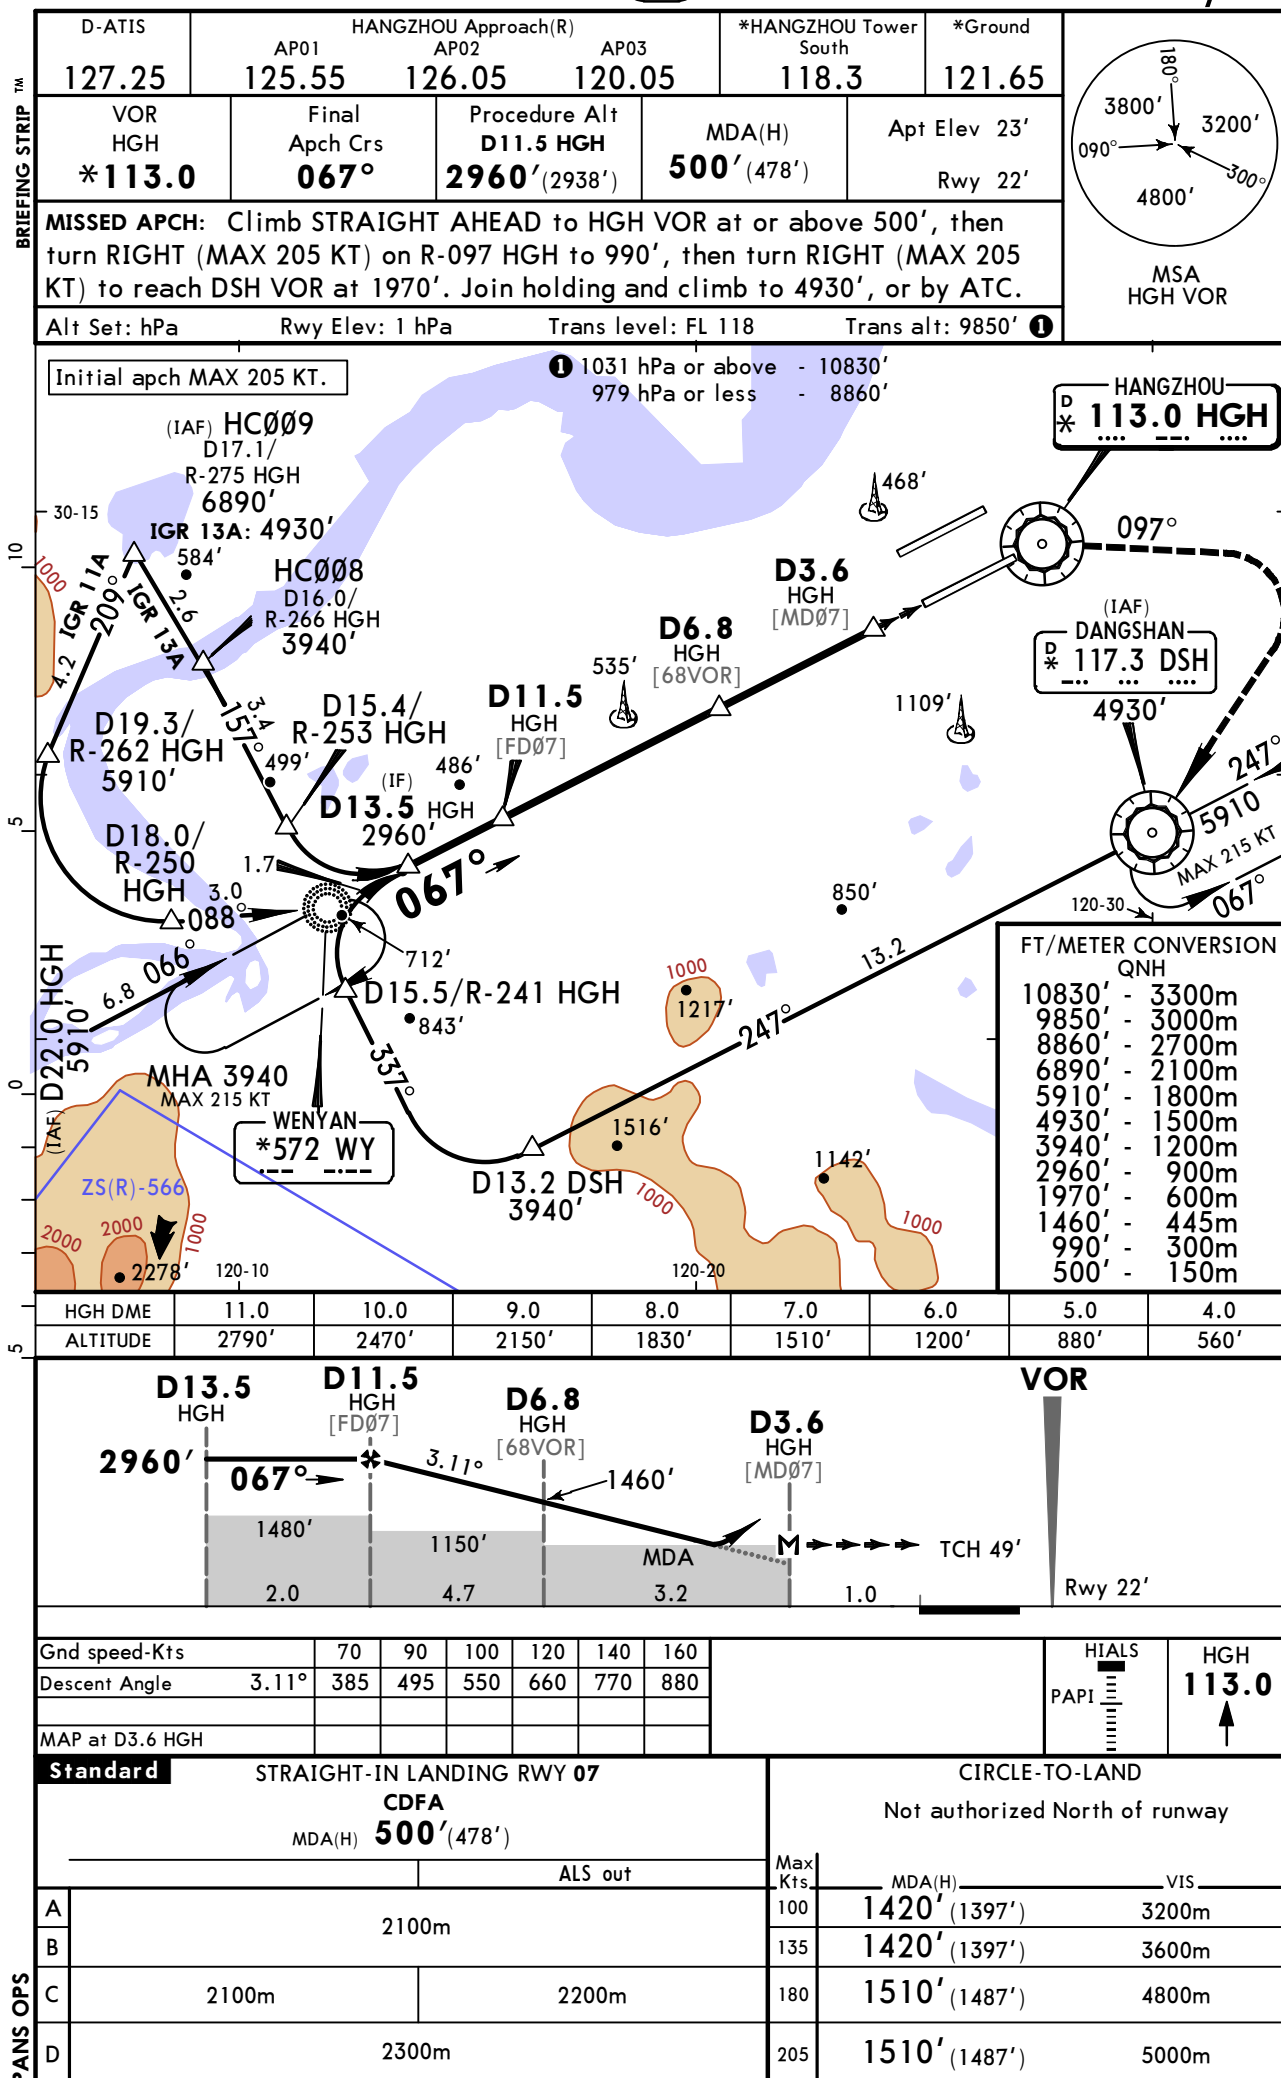 D-ATIS
127.25
HANGZHOU Approach(R)
AP01 AP02 AP03
125.55 126.05 120.05
*HANGZHOU Tower
South
118.3
*Ground
121.65
BRIEFING STRIP TM
VOR
HGH
*113.0
Final
Apch Crs
067°
Procedure Alt
D11.5 HGH
2960'(2938')
MDA(H)
500'(478')
Apt Elev 23'
Rwy 22'
180°
3800'
3200'
090°
300°
4800'
MSA
HGH VOR
MISSED APCH: Climb STRAIGHT AHEAD to HGH VOR at or above 500', then
turn RIGHT (MAX 205 KT) on R-097 HGH to 990', then turn RIGHT (MAX 205
KT) to reach DSH VOR at 1970'. Join holding and climb to 4930', or by ATC.
Alt Set: hPa Rwy Elev: 1 hPa Trans level: FL 118 Trans alt: 9850' 1
Initial apch MAX 205 KT.
1 1031 hPa or above - 10830'
979 hPa or less - 8860'
HANGZHOU
D
* 113.0 HGH
(IAF) HCØØ9
D17.1/
R-275 HGH
6890'
IGR 13A: 4930'
30-15
468'
097°
10
1000
584'
HCØØ8
D16.0/
R-266 HGH
3940'
IGR 11A
209°
4.2
2.6
IGR 13A
D3.6
HGH
[MDØ7]
D6.8
HGH
[68VOR]
535'
(IAF)
DANGSHAN
D
* 117.3 DSH
4930'
1109'
D11.5
HGH
[FDØ7]
3.4
157°
D15.4/
R-253 HGH
D19.3/
R-262 HGH
5910'
499'
486'
(IF)
D13.5 HGH
2960'
247°
5910
MAX 215 KT
067°
120-30
5
D18.0/
R-250
HGH
1.7
3.0
088°
067°
850'
13.2
712'
D22.0 HGH
5910'
(IAF)
6.8 066°
D15.5/R-241 HGH
843'
1000
1217'
247°
337°
MHA 3940
MAX 215 KT
WENYAN
*572 WY
0
1516'
1142'
D13.2 DSH
3940'
1000
1000
ZS(R)-566
2000
2000
1000
2278'
120-10
120-20
5
FT/METER CONVERSION
QNH
10830' - 3300m
9850' - 3000m
8860' - 2700m
6890' - 2100m
5910' - 1800m
4930' - 1500m
3940' - 1200m
2960' - 900m
1970' - 600m
1460' - 445m
990' - 300m
500' - 150m
HGH DME 11.0 10.0 9.0 8.0 7.0 6.0 5.0 4.0
ALTITUDE 2790' 2470' 2150' 1830' 1510' 1200' 880' 560'
D13.5
HGH
D11.5
HGH
[FDØ7]
D6.8
HGH
[68VOR]
D3.6
HGH
[MDØ7]
VOR
2960'
067°
3.11°
1460'
1480'
1150'
MDA
M
TCH 49'
2.0 4.7 3.2 1.0
Rwy 22'
Gnd speed-Kts 70 90 100 120 140 160
Descent Angle 3.11° 385 495 550 660 770 880
MAP at D3.6 HGH
HIALS
PAPI
HGH
113.0
Standard
STRAIGHT-IN LANDING RWY 07
CDFA
MDA(H) 500'(478')
ALS out
A
B
2100m
C 2100m 2200m
D 2300m
CIRCLE-TO-LAND
Not authorized North of runway
Max
Kts MDA(H) VIS
100 1420'(1397') 3200m
135 1420'(1397') 3600m
180 1510'(1487') 4800m
205 1510'(1487') 5000m
PANS OPS